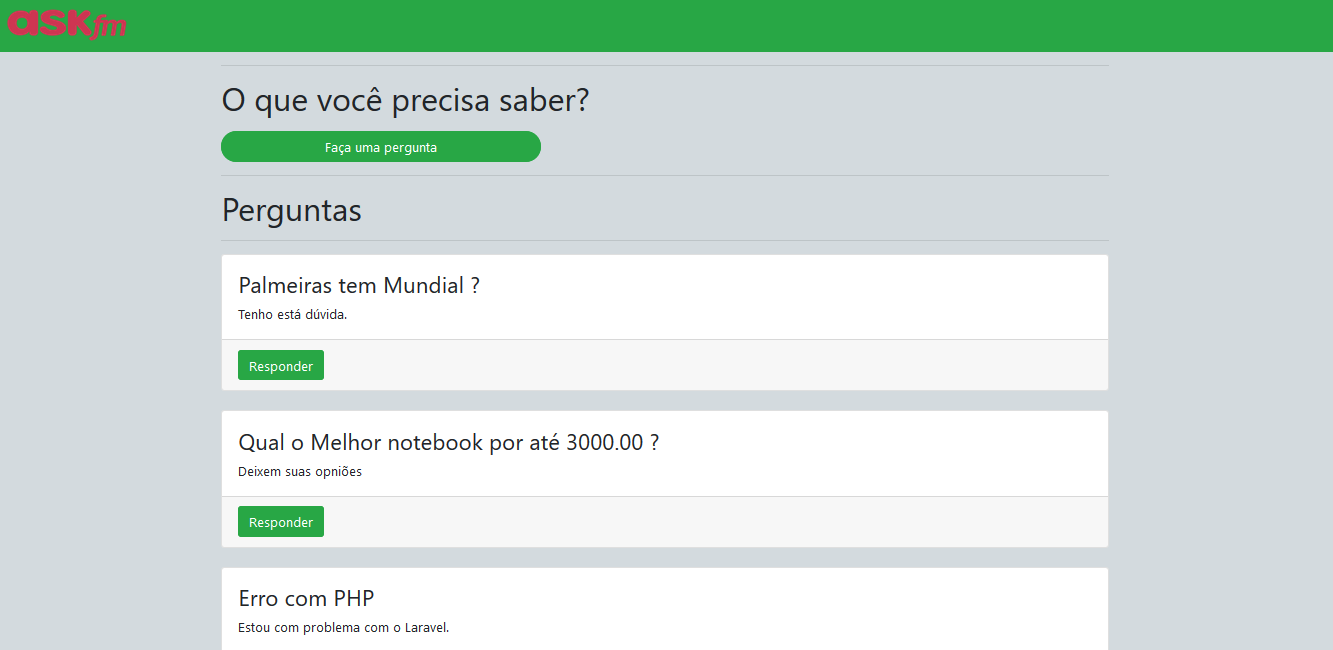 askfm
O que você precisa saber?
Faça uma pergunta
Perguntas
Palmeiras tem Mundial ?
Tenho está dúvida.
Responder
Qual o Melhor notebook por até 3000.00 ?
Deixem suas opniões
Responder
Erro com PHP
Estou com problema com o Laravel.